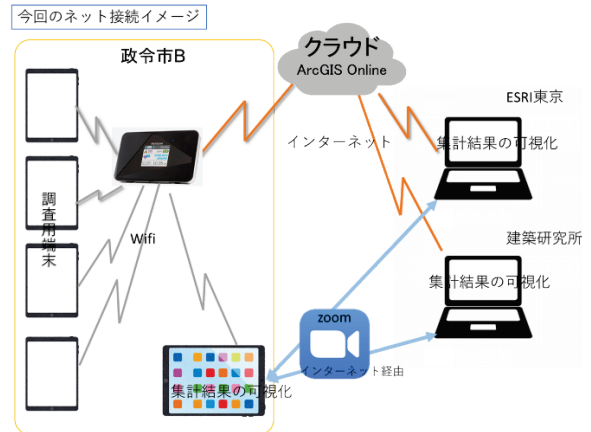 今回のネット接続イメージ
政令市B
クラウド
ArcGIS Online
ESRI東京
インターネット
集計結果の可視化
調査用端末
Wifi
建築研究所
集計結果の可視化
zoom
インターネット経由
集計結果の可視化